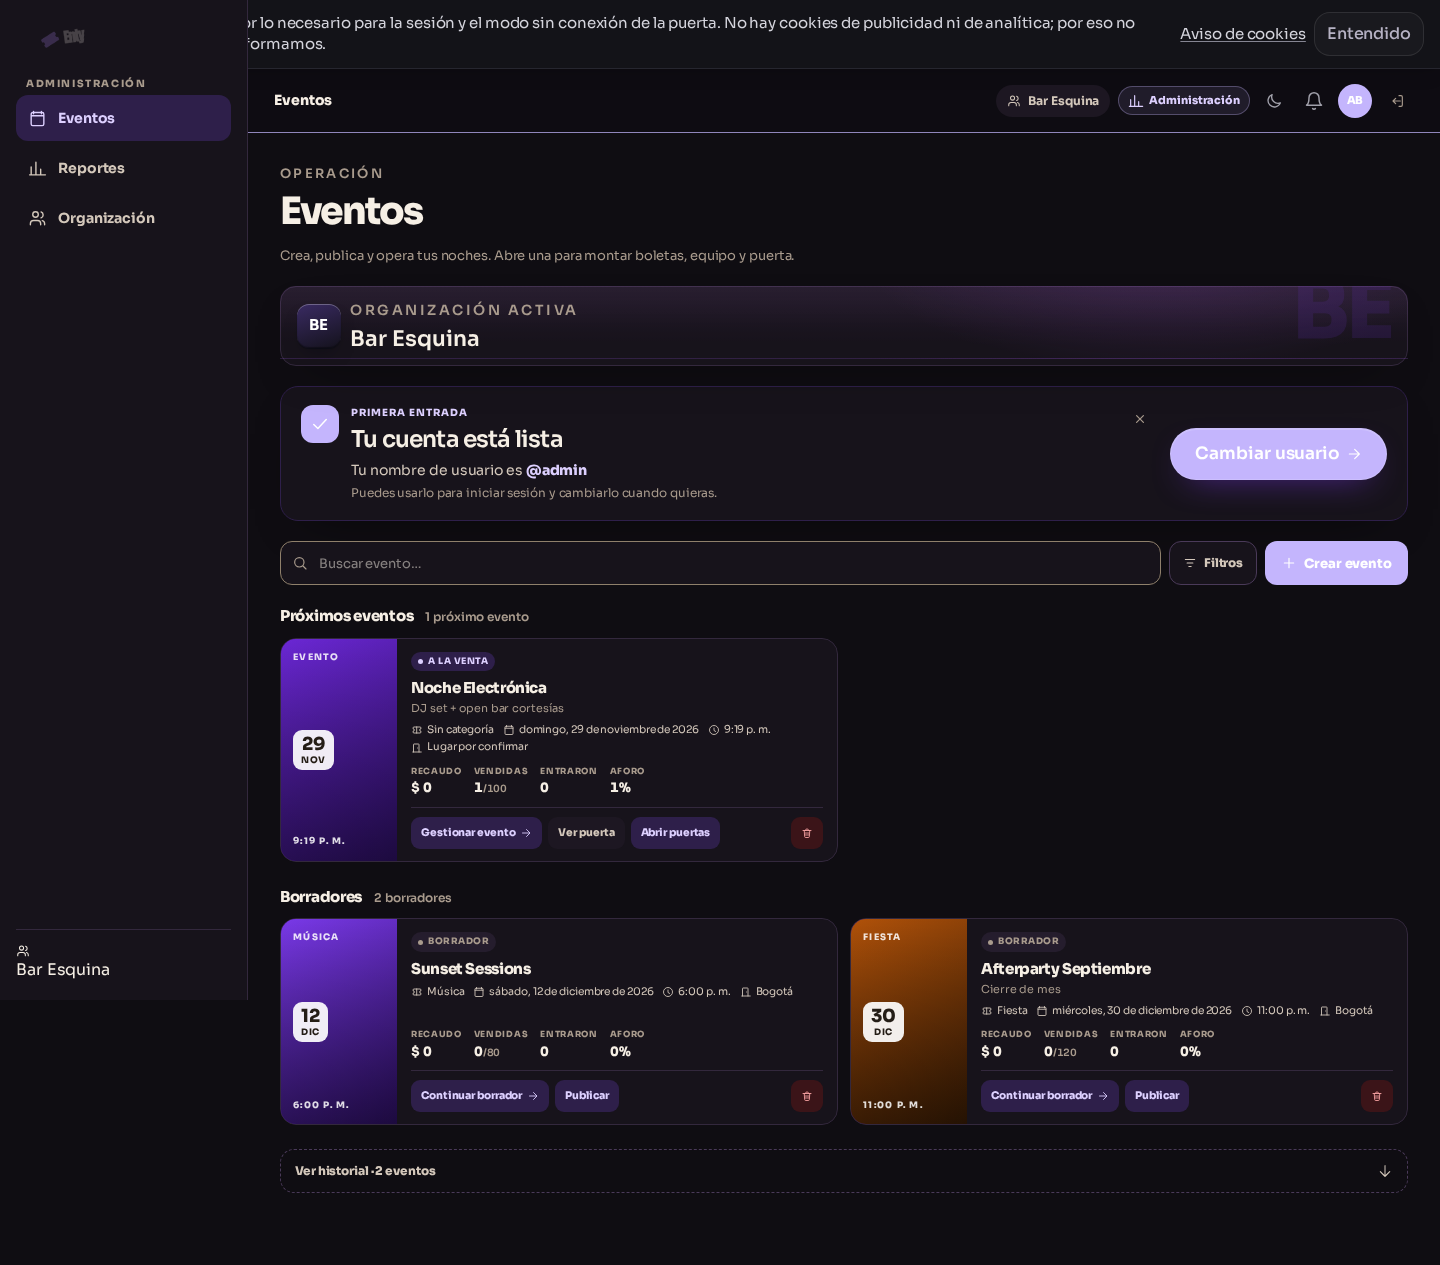 or lo necesario para la sesión y el modo sin conexión de la puerta. No hay cookies de publicidad ni de analítica; por eso no
formamos.
Aviso de cookies
Entendido
ADMINISTRACIÓN
Eventos
Reportes
Organización
Bar Esquina
Eventos
Bar Esquina
Administración
AB
OPERACIÓN
Eventos
Crea, publica y opera tus noches. Abre una para montar boletas, equipo y puerta.
BE
ORGANIZACIÓN ACTIVA
Bar Esquina
BE
PRIMERA ENTRADA
Tu cuenta está lista
Tu nombre de usuario es @admin
Puedes usarlo para iniciar sesión y cambiarlo cuando quieras.
Cambiar usuario
Buscar evento...
Filtros
Crear evento
Próximos eventos
1 próximo evento
EVENTO
29
NOV
9:19 P. M.
A LA VENTA
Noche Electrónica
DJ set + open bar cortesías
Sin categoría
domingo, 29 de noviembre de 2026
9:19 p. m.
Lugar por confirmar
RECAUDO VENDIDAS ENTRARON AFORO
$ 0 1/100 0 1%
Gestionar evento
Ver puerta
Abrir puertas
Borradores
2 borradores
MÚSICA
12
DIC
6:00 P. M.
BORRADOR
Sunset Sessions
Música
sábado, 12 de diciembre de 2026
6:00 p. m.
Bogotá
RECAUDO VENDIDAS ENTRARON AFORO
$ 0 0/80 0 0%
Continuar borrador
Publicar
FIESTA
30
DIC
11:00 P. M.
BORRADOR
Afterparty Septiembre
Cierre de mes
Fiesta
miércoles, 30 de diciembre de 2026
11:00 p. m.
Bogotá
RECAUDO VENDIDAS ENTRARON AFORO
$ 0 0/120 0 0%
Continuar borrador
Publicar
Ver historial · 2 eventos